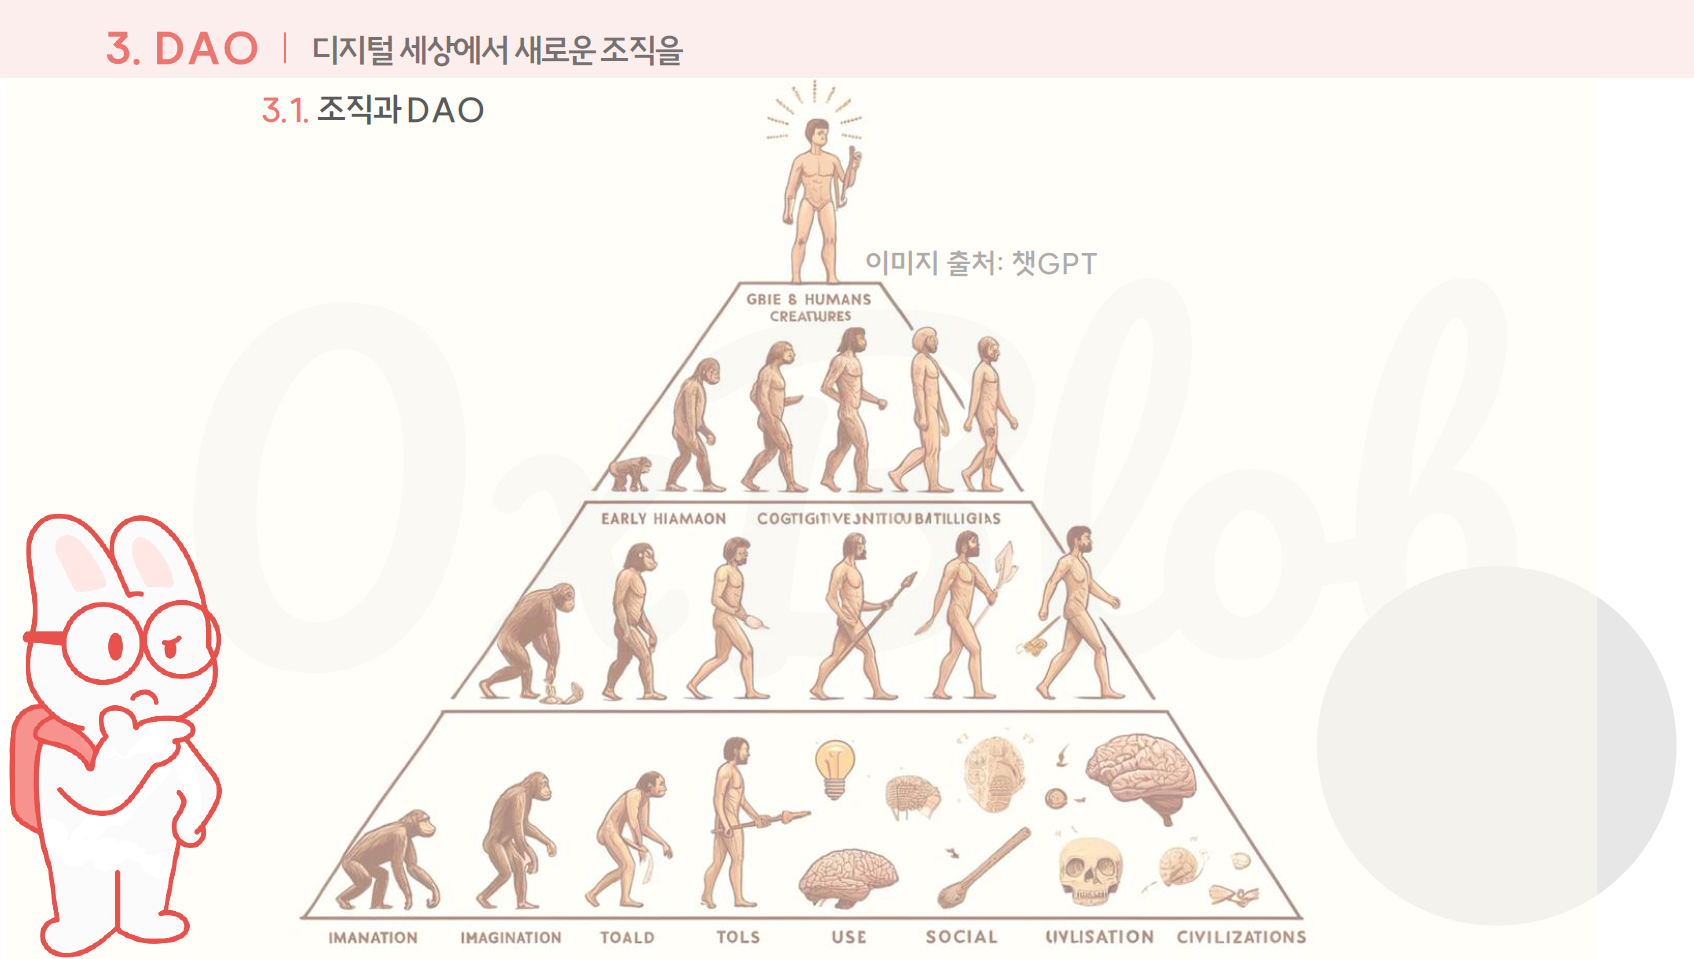 3. DAO | 디지털 세상에서 새로운 조직을
3.1. 조직과 DAO
이미지 출처: 챗GPT
GBIE & HUMANS
CREATURES
EARLY HIAMAON
IMANATION IMAGINATION TOALD TOLS USE SOCIAL UVLISATION CIVILIZATIONS
OxBloh